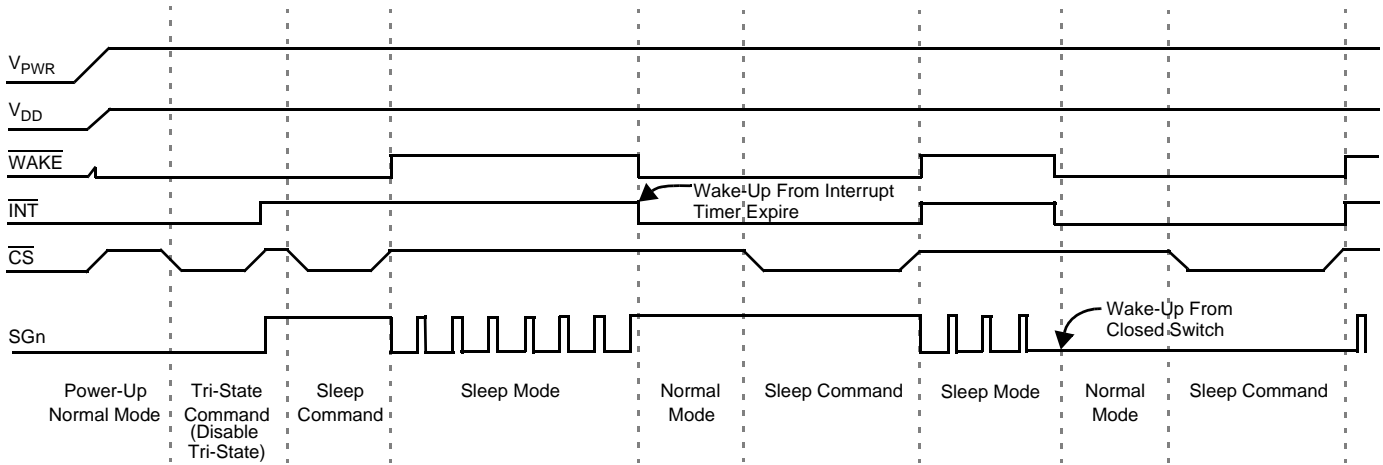 VPWR
VDD
WAKE
INT
Wake-Up From Interrupt
Timer Expire
CS
SGn
Wake-Up From
Closed Switch
Power-Up
Normal Mode
Tri-State
Command
(Disable
Tri-State)
Sleep
Command
Sleep Mode
Normal
Mode
Sleep Command
Sleep Mode
Normal
Mode
Sleep Command